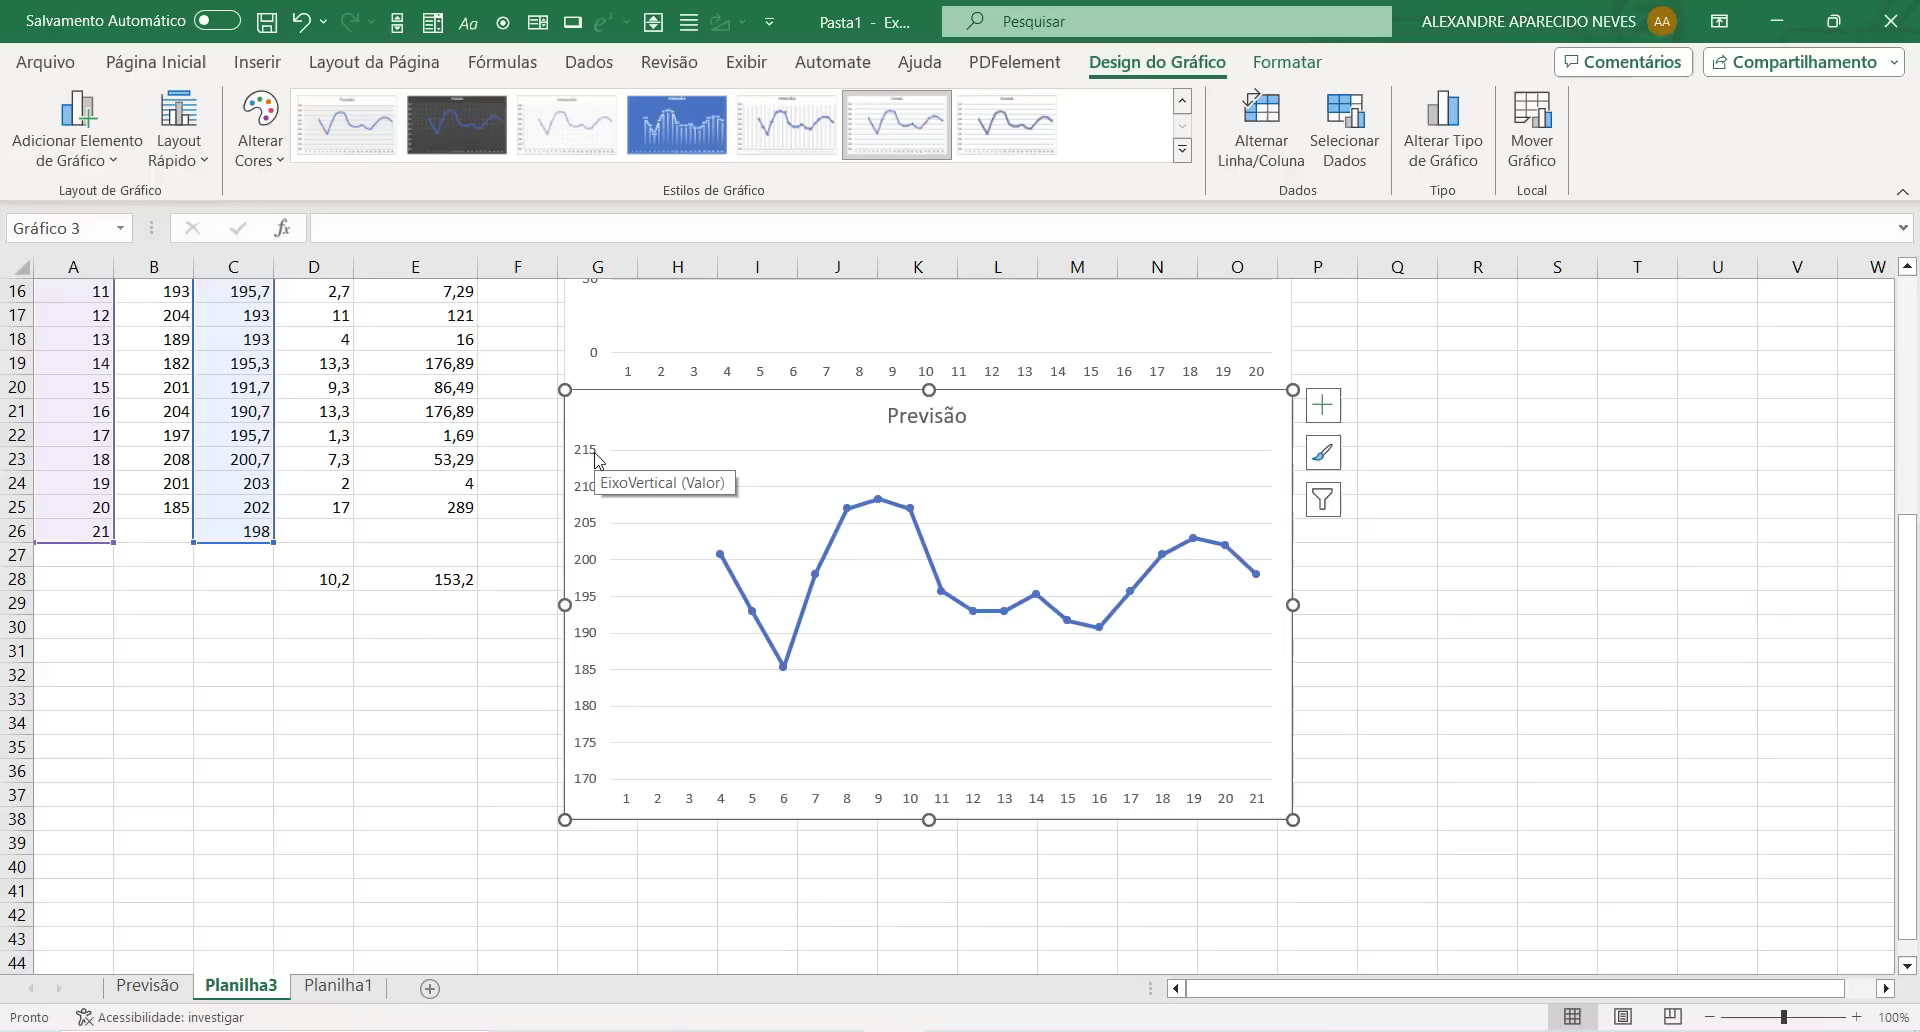 Salvamento Automático
Pasta1 - Ex...
Pesquisar
ALEXANDRE APARECIDO NEVES
AA
Arquivo
Página Inicial
Inserir
Layout da Página
Fórmulas
Dados
Revisão
Exibir
Automate
Ajuda
PDFelement
Design do Gráfico
Formatar
Comentários
Compartilhamento
Adicionar Elemento de Gráfico
Layout Rápido
Alterar Cores
Alternar Linha/Coluna
Selecionar Dados
Alterar Tipo de Gráfico
Mover Gráfico
Layout de Gráfico
Estilos de Gráfico
Dados
Tipo
Local
Gráfico 3
fx
A B C D E F G H I J K L M N O P Q R S T U V W
16 11 193 195,7 2,7 7,29
17 12 204 193 11 121
18 13 189 193 4 16
19 14 182 195,3 13,3 176,89
20 15 201 191,7 9,3 86,49
21 16 204 190,7 13,3 176,89
22 17 197 195,7 1,3 1,69
23 18 208 200,7 7,3 53,29
24 19 201 203 2 4
25 20 185 202 17 289
26 21 198
27
28 10,2 153,2
29
30
31
32
33
34
35
36
37
38
39
40
41
42
43
44
0
1 2 3 4 5 6 7 8 9 10 11 12 13 14 15 16 17 18 19 20
Previsão
215
EixoVertical (Valor)
210
205
200
195
190
185
180
175
170
1 2 3 4 5 6 7 8 9 10 11 12 13 14 15 16 17 18 19 20 21
Previsão
Planilha3
Planilha1
Pronto
Acessibilidade: investigar
100%